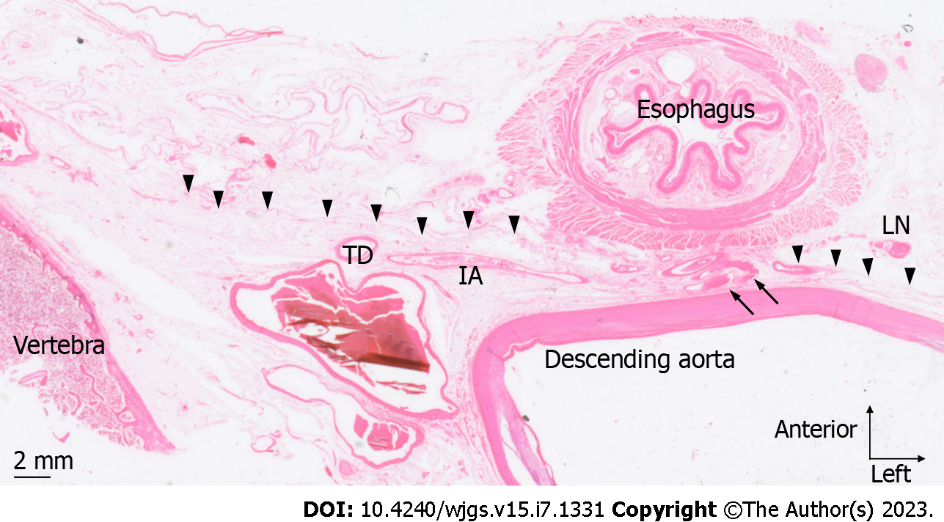 Esophagus
LN
TD
IA
Vertebra
Descending aorta
Anterior
2 mm
Left
DOI: 10.4240/wjgs.v15.i7.1331 Copyright ©The Author(s) 2023.